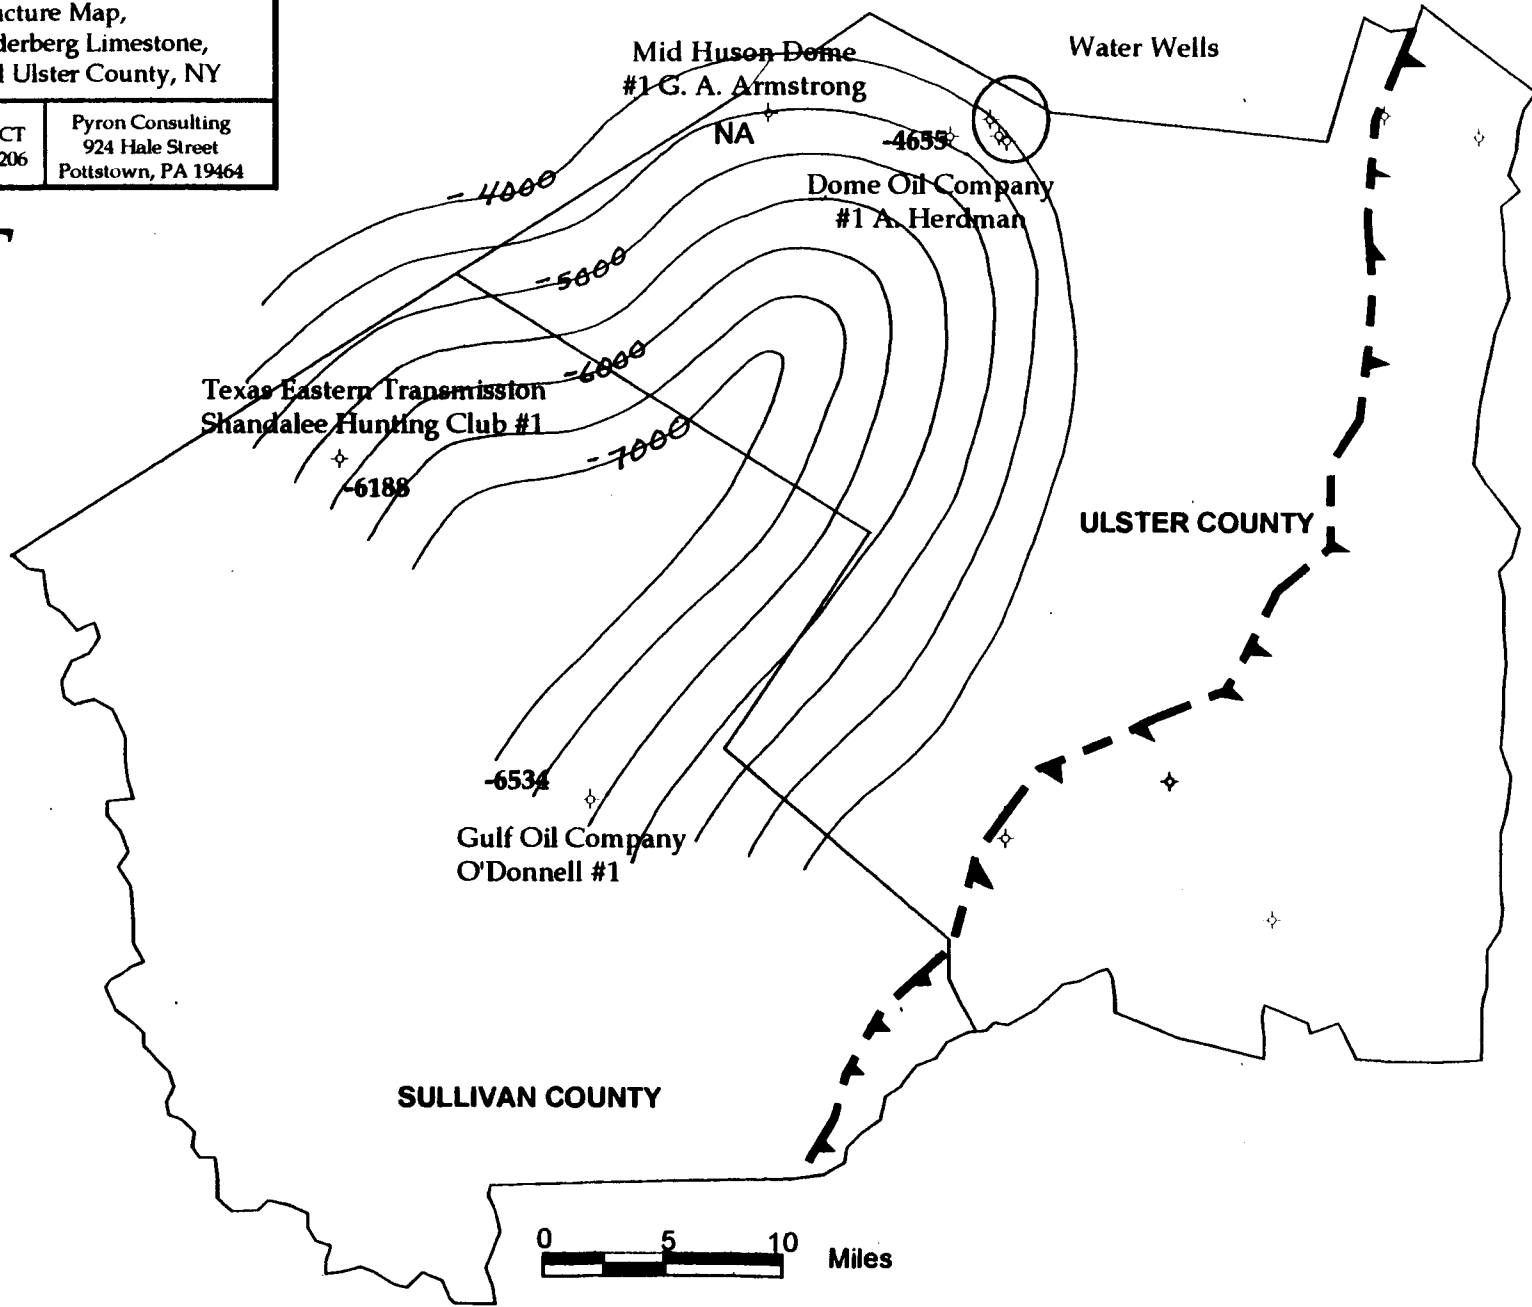 ucture Map,
derberg Limestone,
l Ulster County, NY
CT
206
Pyron Consulting
924 Hale Street
Pottstown, PA 19464
Mid Huson Dome
#1 G. A. Armstrong
NA
Water Wells
-4655
Dome Oil Company
#1 A. Herdman
- 4000
-5000
-6000
Texas Eastern Transmission
Shandalee Hunting Club #1
-7000
-6188
ULSTER COUNTY
-6534
Gulf Oil Company
O'Donnell #1
SULLIVAN COUNTY
0 5 10
Miles